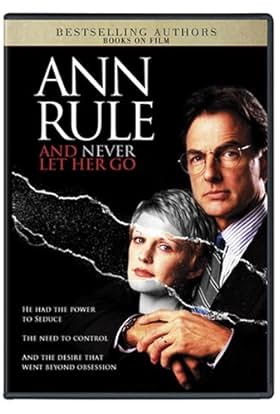 BESTSELLING AUTHORS
BOOKS ON FILM
ANN
RULE
AND NEVER
LET HER GO
HE HAD THE POWER
TO SEDUCE
THE NEED TO CONTROL
AND THE DESIRE THAT
WENT BEYOND OBSESSION